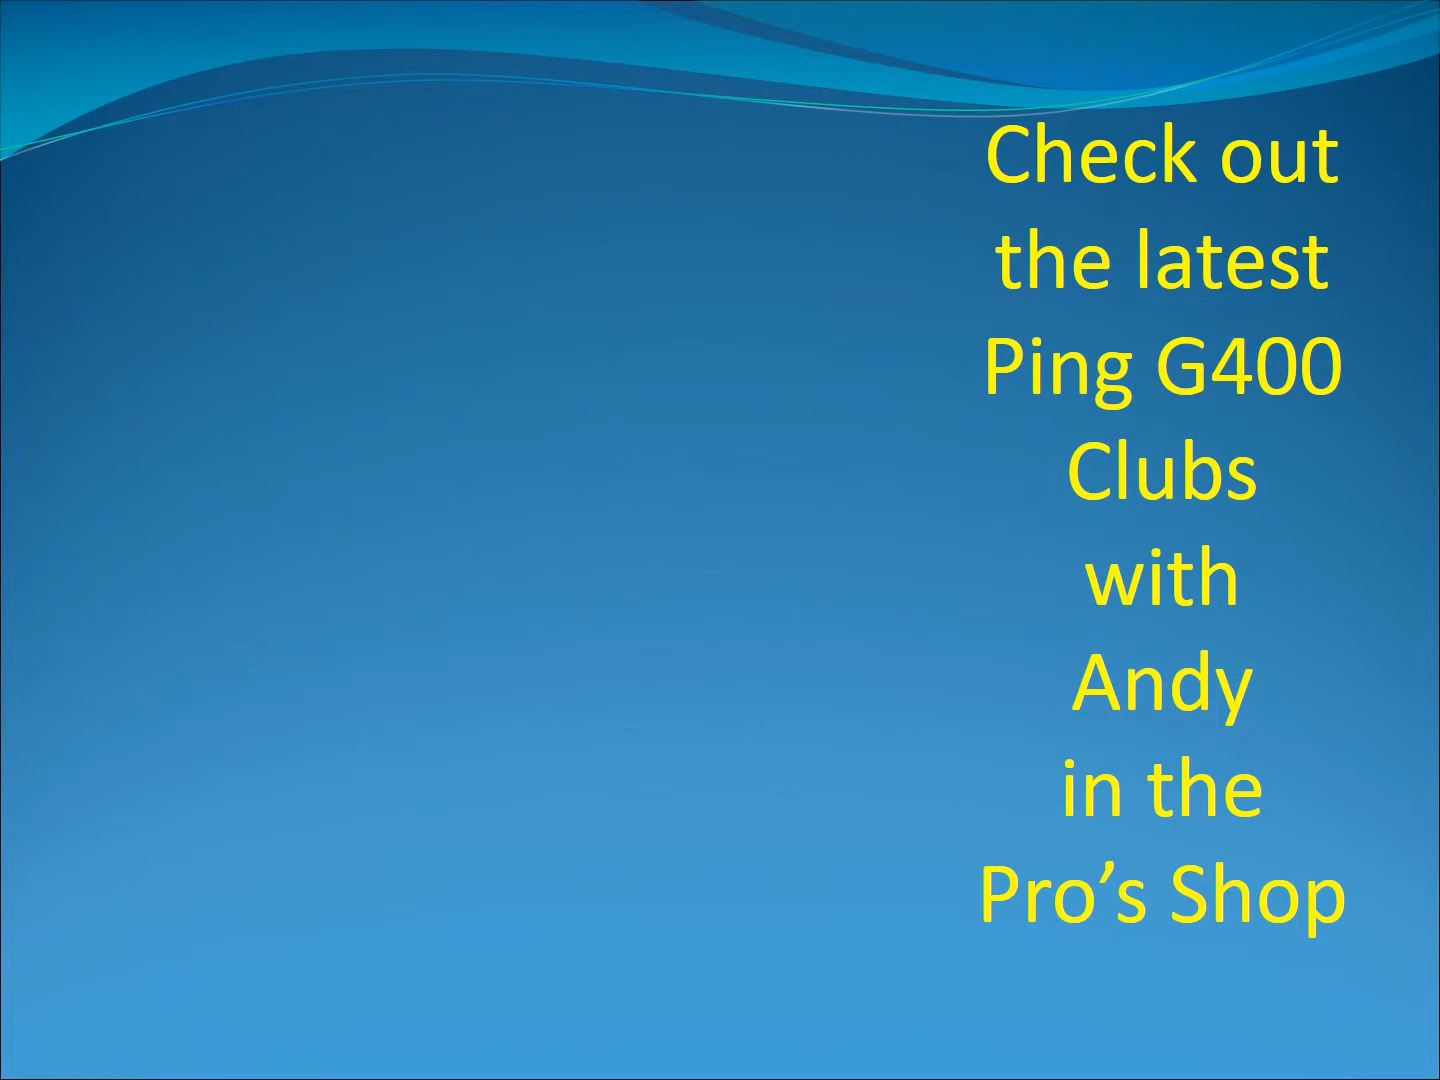 Check out
the latest
Ping G400
Clubs
with
Andy
in the
Pro’s Shop